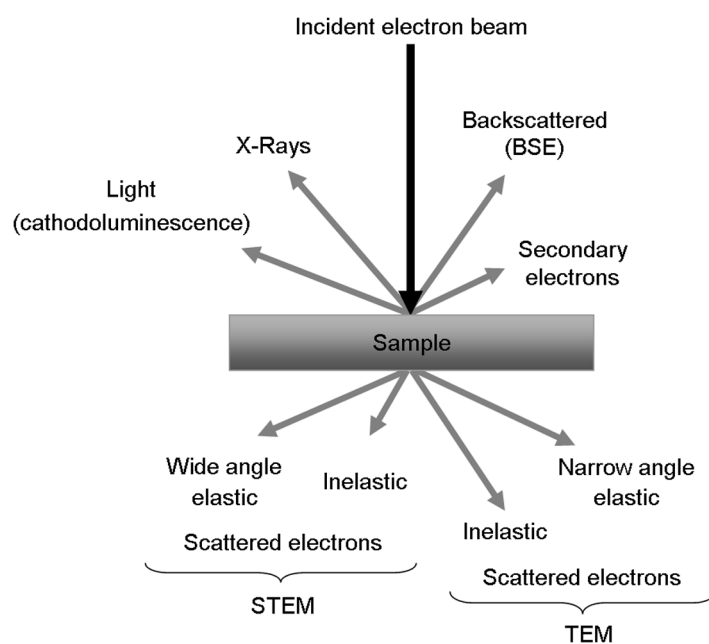 Incident electron beam
Backscattered
(BSE)
X-Rays
Light
(cathodoluminescence)
Secondary
electrons
Sample
Wide angle
elastic
Inelastic
Narrow angle
elastic
Inelastic
Scattered electrons
Scattered electrons
STEM
TEM